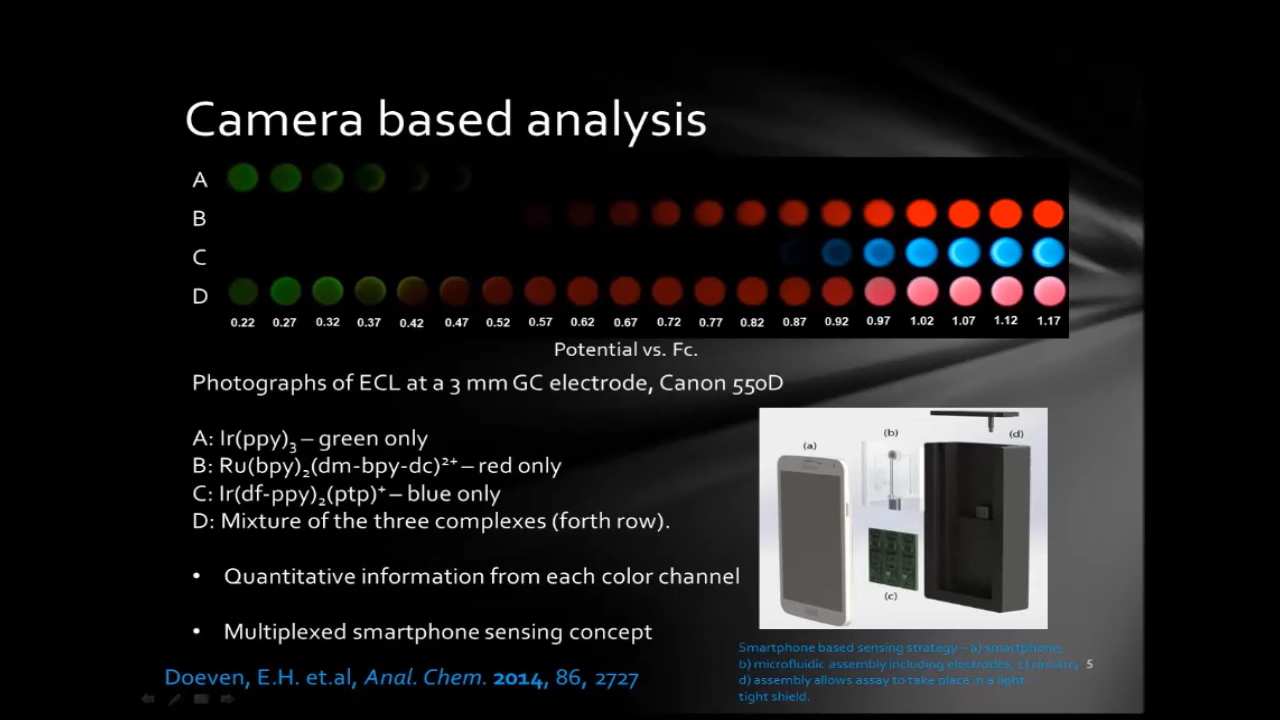 Camera based analysis
A
B
C
D
0.22 0.27 0.32 0.37 0.42 0.47 0.52 0.57 0.62 0.67 0.72 0.77 0.82 0.87 0.92 0.97 1.02 1.07 1.12 1.17
Potential vs. Fc.
Photographs of ECL at a 3 mm GC electrode, Canon 550D
A: Ir(ppy)₃ – green only
B: Ru(bpy)₂(dm-bpy-dc)²⁺ – red only
C: Ir(df-ppy)₂(ptp)⁺ – blue only
D: Mixture of the three complexes (forth row).
• Quantitative information from each color channel
• Multiplexed smartphone sensing concept
Doeven, E.H. et.al, Anal. Chem. 2014, 86, 2727
(a)
(b)
(c)
(d)
Smartphone based sensing strategy – a) smartphone,
b) microfluidic assembly including electrodes, c) circuitry
d) assembly allows assay to take place in a light
tight shield.
5